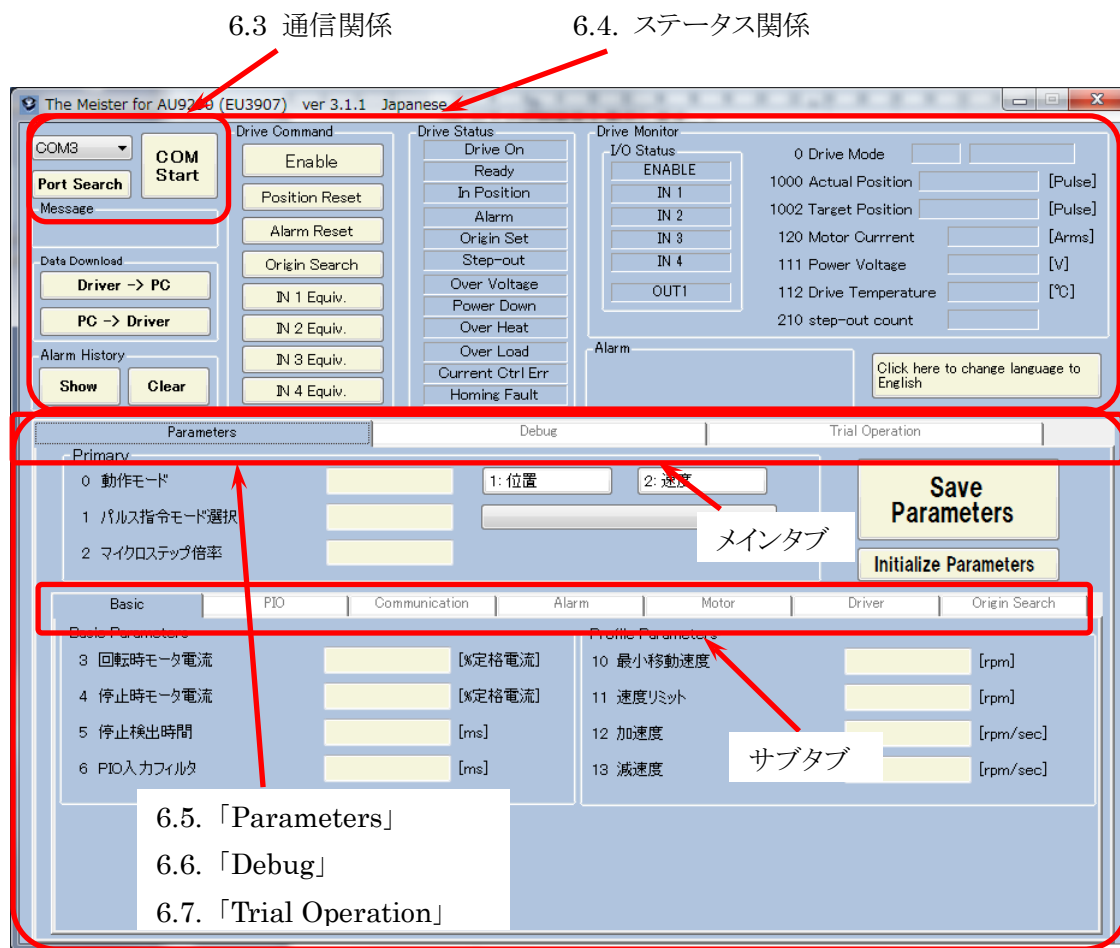 6.3 通信関係
6.4. ステータス関係
The Meister for AU9290 (EU3907) ver 3.1.1 Japanese
COM3
COM Start
Port Search
Message
Data Download
Driver -> PC
PC -> Driver
Alarm History
Show
Clear
Drive Command
Enable
Position Reset
Alarm Reset
Origin Search
IN 1 Equiv.
IN 2 Equiv.
IN 3 Equiv.
IN 4 Equiv.
Drive Status
Drive On
Ready
In Position
Alarm
Origin Set
Step-out
Over Voltage
Power Down
Over Heat
Over Load
Current Ctrl Err
Homing Fault
Drive Monitor
I/O Status
ENABLE
IN 1
IN 2
IN 3
IN 4
OUT1
0 Drive Mode
1000 Actual Position [Pulse]
1002 Target Position [Pulse]
120 Motor Currrent [Arms]
111 Power Voltage [V]
112 Drive Temperature [℃]
210 step-out count
Alarm
Click here to change language to
English
Parameters
Debug
Trial Operation
Primary
0 動作モード
1: 位置
2: 速度
1 パルス指令モード選択
2 マイクロステップ倍率
メインタブ
Save
Parameters
Initialize Parameters
Basic
PIO
Communication
Alarm
Motor
Driver
Origin Search
Basic Parameters
3 回転時モータ電流 [%定格電流]
4 停止時モータ電流 [%定格電流]
5 停止検出時間 [ms]
6 PIO入力フィルタ [ms]
Profile Parameters
10 最小移動速度 [rpm]
11 速度リミット [rpm]
12 加速度 [rpm/sec]
13 減速度 [rpm/sec]
サブタブ
6.5.「Parameters」
6.6.「Debug」
6.7.「Trial Operation」